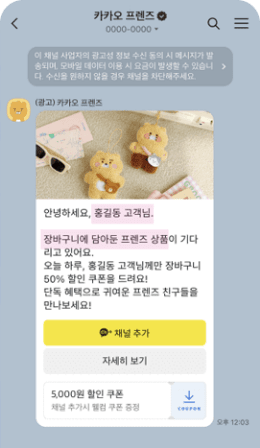 카카오 프렌즈
0000-0000
이 채널 사업자의 광고성 정보 수신 동의 시 메시지가 발
송되며, 모바일 데이터 이용 시 요금이 발생할 수 있습니
다. 수신을 원하지 않을 경우 채널을 차단해주세요.
(광고) 카카오 프렌즈
안녕하세요, 홍길동 고객님.
장바구니에 담아둔 프렌즈 상품이 기다
리고 있어요.
오늘 하루, 홍길동 고객님께만 장바구니
50% 할인 쿠폰을 드려요!
단독 혜택으로 귀여운 프렌즈 친구들을
만나보세요!
채널 추가
자세히 보기
5,000원 할인 쿠폰
채널 추가시 웰컴 쿠폰 증정
COUPON
오후 12:03